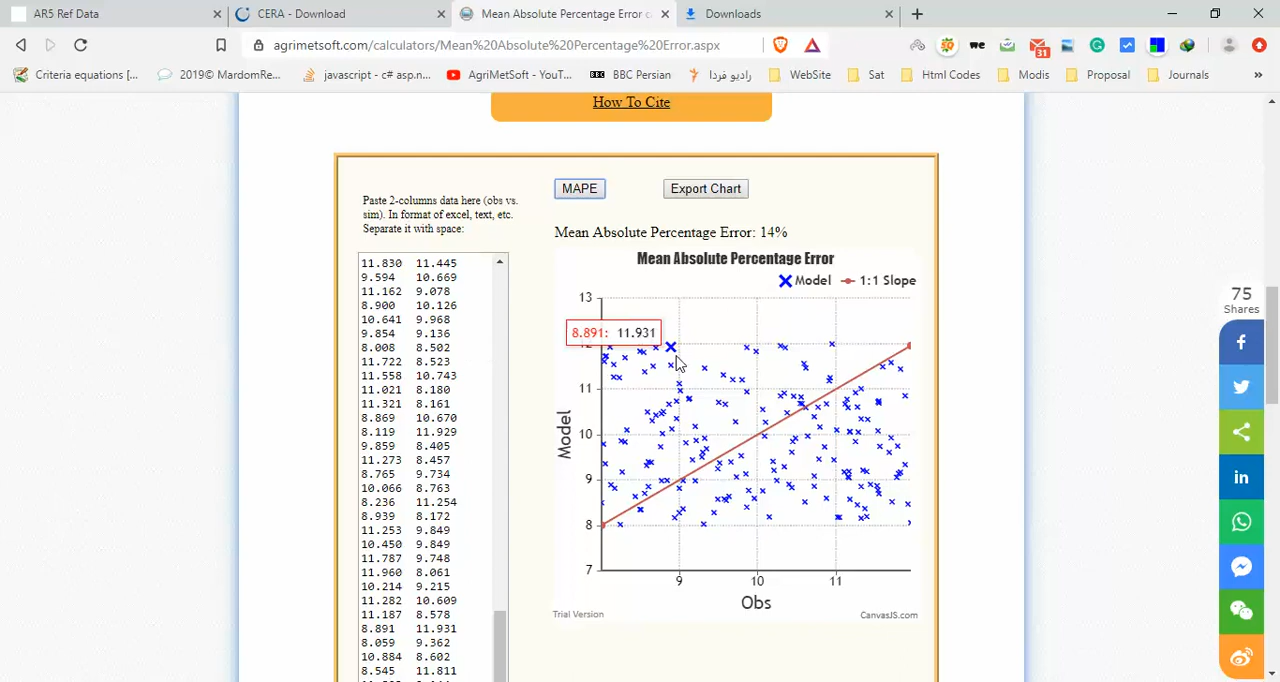 AR5 Ref Data
CERA - Download
Mean Absolute Percentage Error c
Downloads
agrimetsoft.com/calculators/Mean%20Absolute%20Percentage%20Error.aspx
31
Criteria equations [...
2019© MardomRe...
javascript - c# asp.n...
AgriMetSoft - YouT...
BBC Persian
رادیو فردا
WebSite
Sat
Html Codes
Modis
Proposal
Journals
»
How To Cite
Paste 2-columns data here (obs vs.
sim). In format of excel, text, etc.
Separate it with space:
11.830 11.445
9.594 10.669
11.162 9.078
8.900 10.126
10.641 9.968
9.854 9.136
8.008 8.502
11.722 8.523
11.558 10.743
11.021 8.180
11.321 8.161
8.869 10.670
8.119 11.929
9.859 8.405
11.273 8.457
8.765 9.734
10.066 8.763
8.236 11.254
8.939 8.172
11.253 9.849
10.450 9.849
11.787 9.748
11.960 8.061
10.214 9.215
11.282 10.609
11.187 8.578
8.891 11.931
8.059 9.362
10.884 8.602
8.545 11.811
MAPE
Export Chart
Mean Absolute Percentage Error: 14%
Mean Absolute Percentage Error
Model 1:1 Slope
13
8.891: 11.931
11
10
9
8
7
Model
9 10 11
Obs
Trial Version
CanvasJS.com
75
Shares